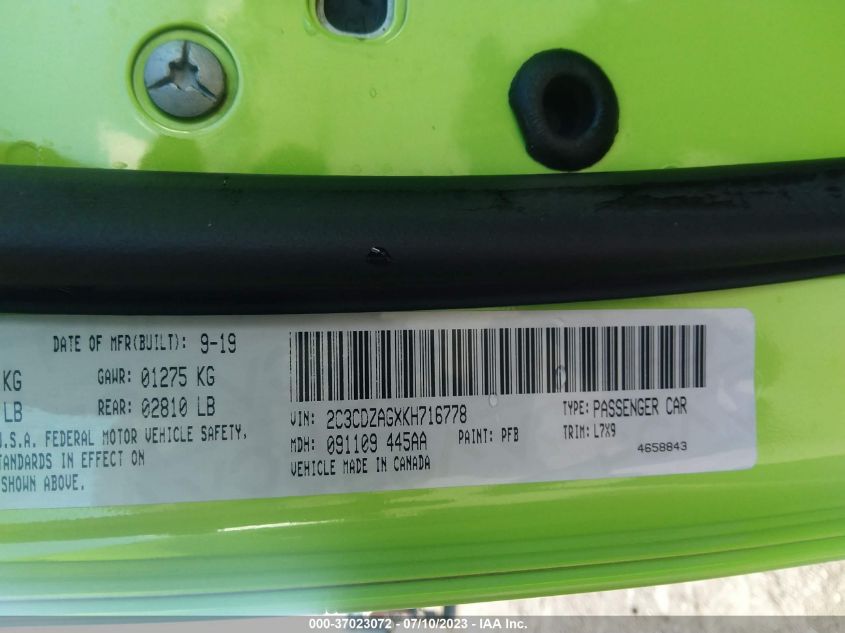 DATE OF MFR(BUILT): 9-19
KG GAWR: 01275 KG
LB REAR: 02810 LB
U.S.A. FEDERAL MOTOR VEHICLE SAFETY,
STANDARDS IN EFFECT ON
SHOWN ABOVE.
VIN: 2C3CDZAGXKH716778 TYPE: PASSENGER CAR
MDH: 091109 445AA PAINT: PFB TRIM: L7X9
VEHICLE MADE IN CANADA 4658843
000-37023072 - 07/10/2023 - IAA Inc.